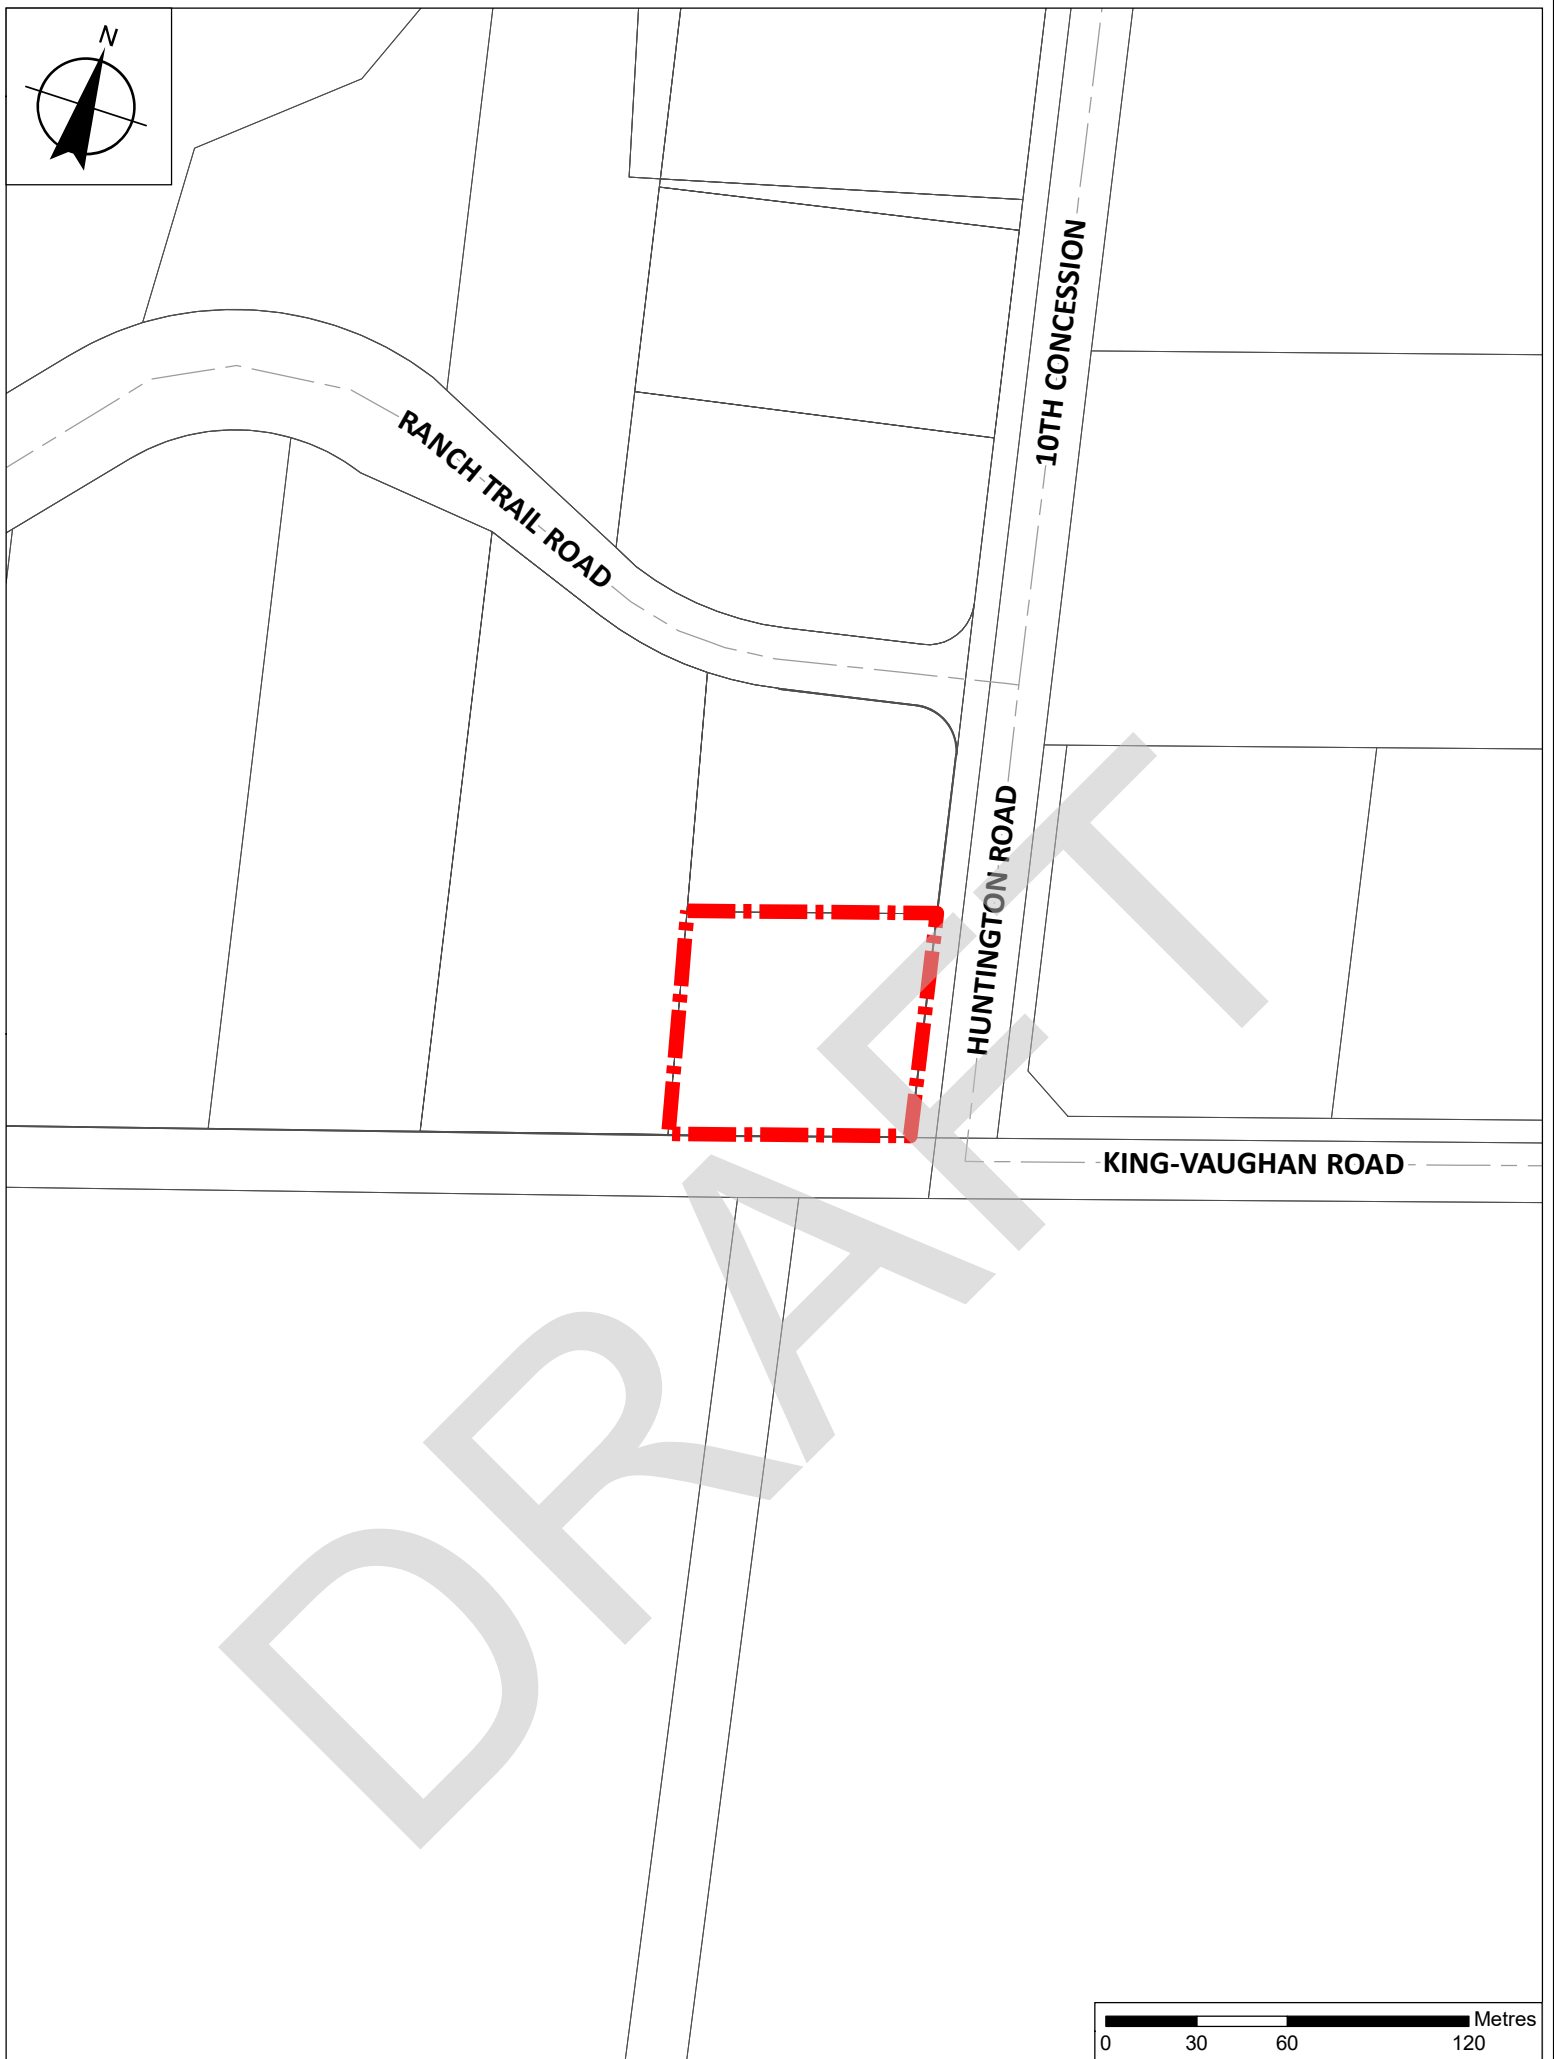 N
10TH CONCESSION
RANCH TRAIL ROAD
HUNTINGTON ROAD
KING-VAUGHAN ROAD
DRAFT
Metres
0 30 60 120